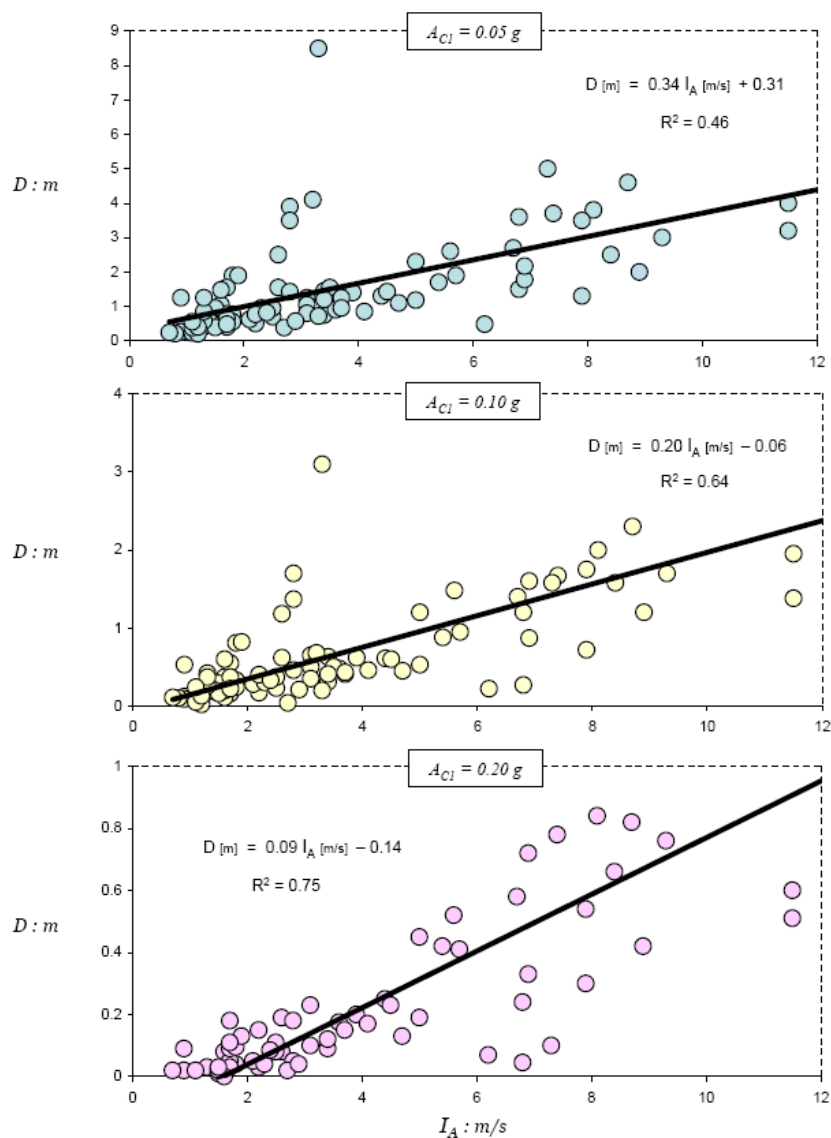 A_C1 = 0.05 g
9
8
7
6
5
4
3
2
1
0
D [m] = 0.34 I_A [m/s] + 0.31
R² = 0.46
D : m
0 2 4 6 8 10 12
A_C1 = 0.10 g
4
3
2
1
0
D [m] = 0.20 I_A [m/s] – 0.06
R² = 0.64
D : m
0 2 4 6 8 10 12
A_C1 = 0.20 g
1
0.8
0.6
0.4
0.2
0
D [m] = 0.09 I_A [m/s] – 0.14
R² = 0.75
D : m
0 2 4 6 8 10 12
I_A : m/s